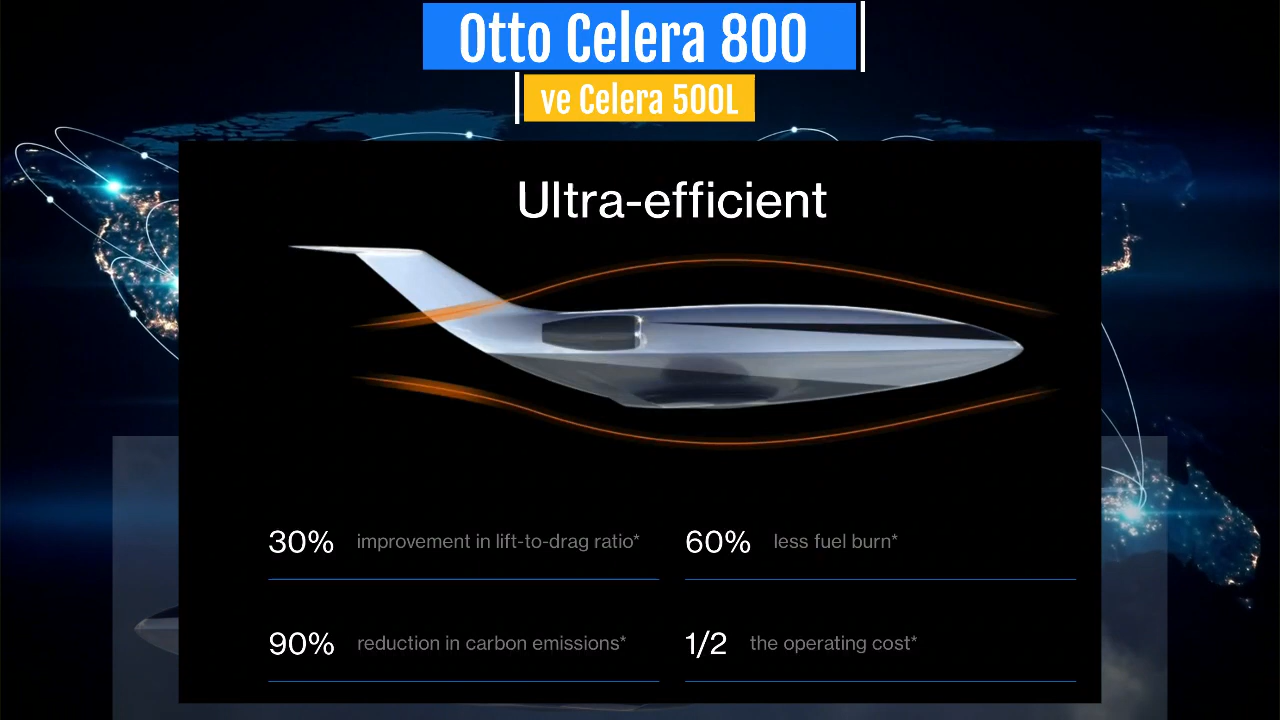 Otto Celera 800
ve Celera 500L
Ultra-efficient
30% improvement in lift-to-drag ratio*
60% less fuel burn*
90% reduction in carbon emissions*
1/2 the operating cost*